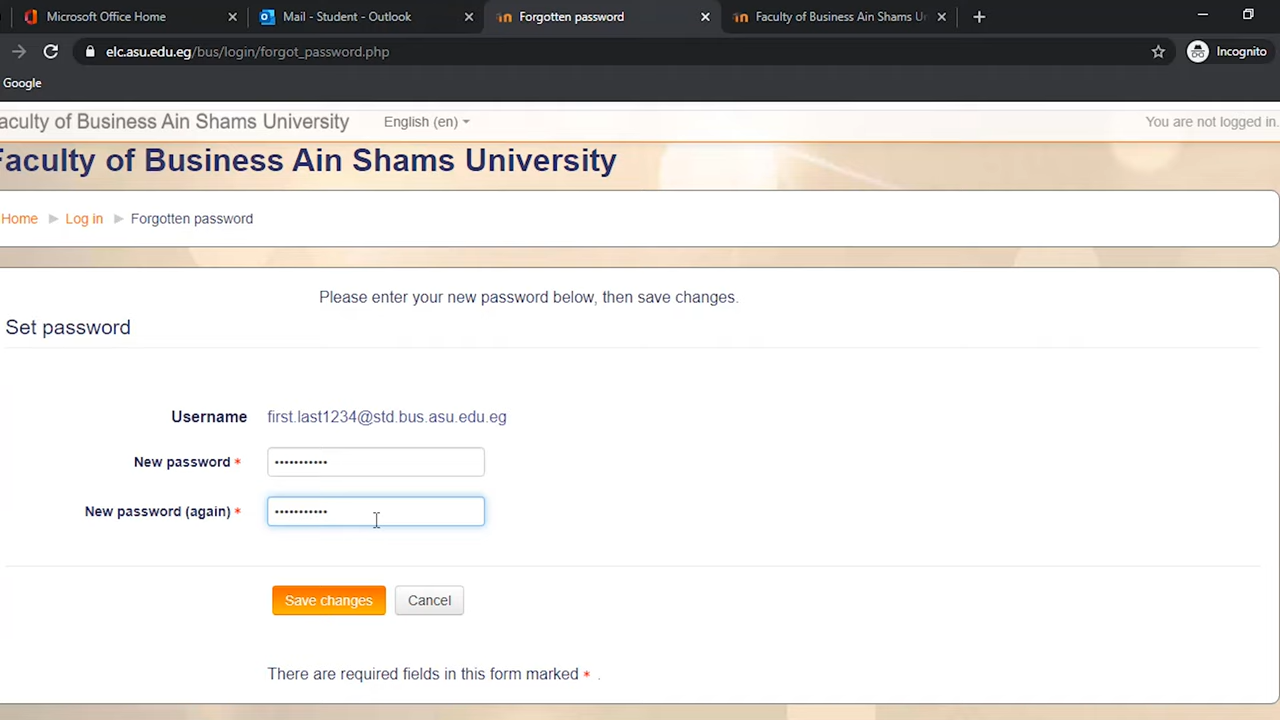 Microsoft Office Home
Mail - Student - Outlook
Forgotten password
Faculty of Business Ain Shams Un
elc.asu.edu.eg/bus/login/forgot_password.php
Incognito
Google
aculty of Business Ain Shams University
English (en)
You are not logged in.
Faculty of Business Ain Shams University
Home ► Log in ► Forgotten password
Please enter your new password below, then save changes.
Set password
Username first.last1234@std.bus.asu.edu.eg
New password * •••••••••••
New password (again) * •••••••••••
Save changes
Cancel
There are required fields in this form marked * .